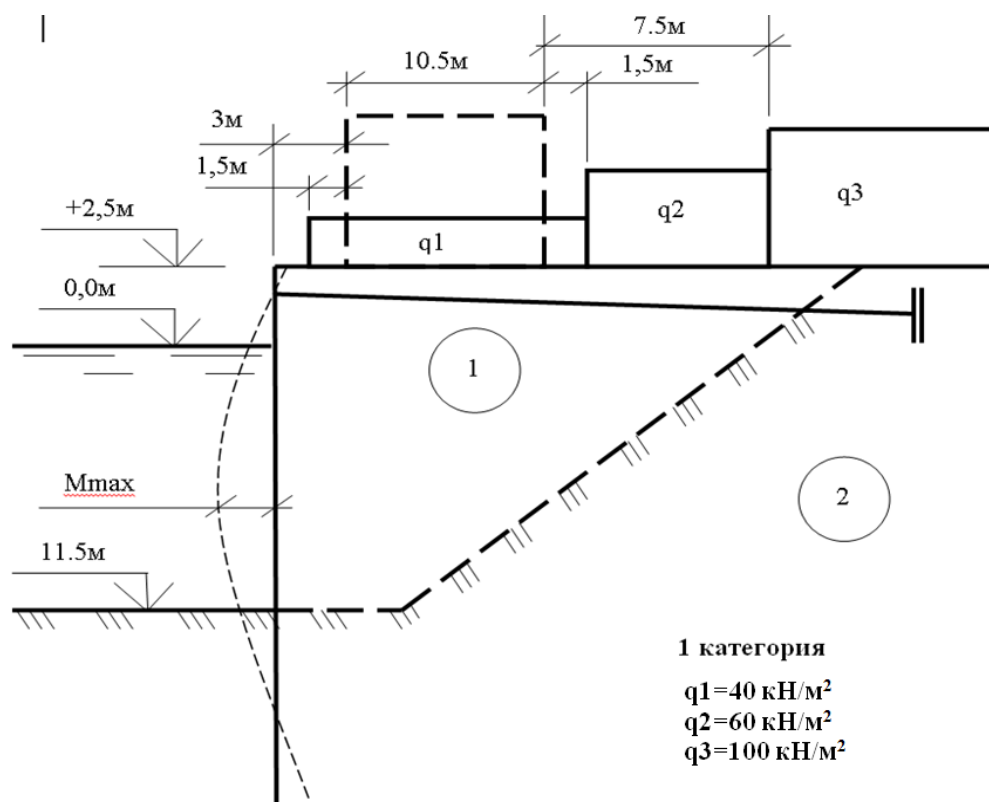 7.5м
10.5м
1,5м
3м
1,5м
+2,5м
q1
q2
q3
0,0м
1
Mmax
2
11.5м
1 категория
q1=40 кН/м²
q2=60 кН/м²
q3=100 кН/м²